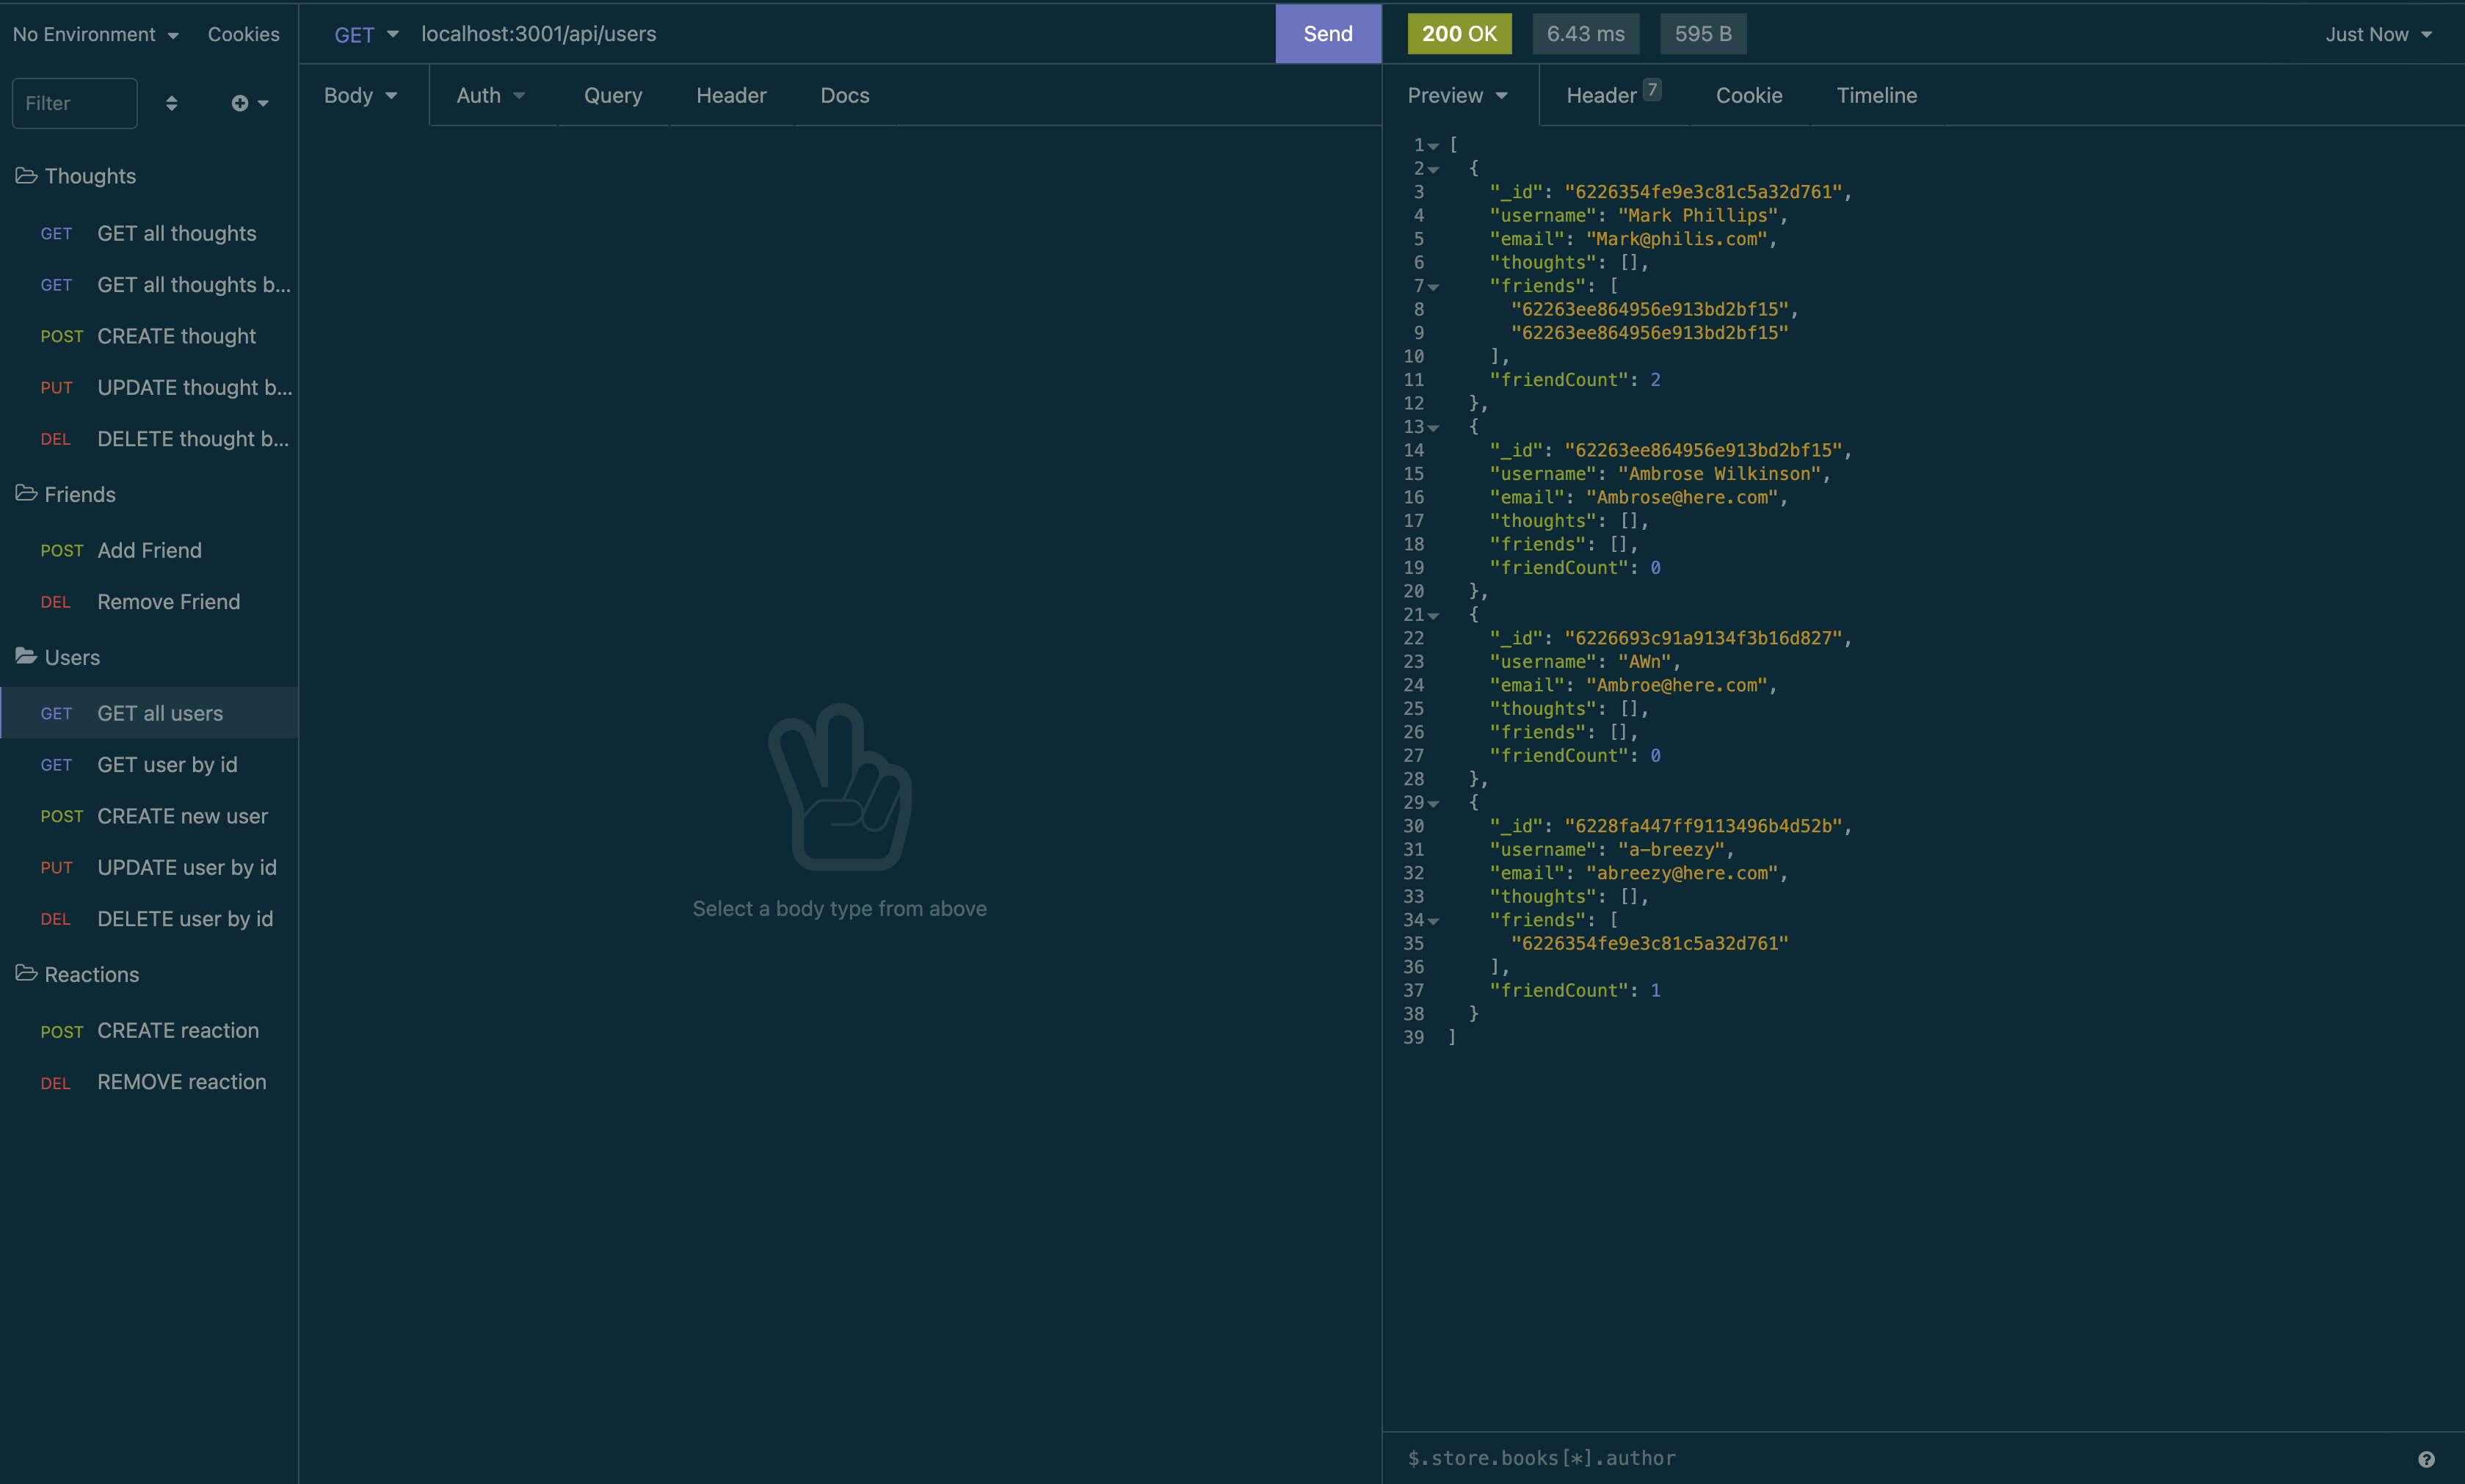 No Environment Cookies
Filter
Thoughts
GET GET all thoughts
GET GET all thoughts b...
POST CREATE thought
PUT UPDATE thought b...
DEL DELETE thought b...
Friends
POST Add Friend
DEL Remove Friend
Users
GET GET all users
GET GET user by id
POST CREATE new user
PUT UPDATE user by id
DEL DELETE user by id
Reactions
POST CREATE reaction
DEL REMOVE reaction
GET localhost:3001/api/users Send
Body Auth Query Header Docs
Select a body type from above
200 OK 6.43 ms 595 B Just Now
Preview Header 7 Cookie Timeline
1 [
2 {
3 "_id": "6226354fe9e3c81c5a32d761",
4 "username": "Mark Phillips",
5 "email": "Mark@philis.com",
6 "thoughts": [],
7 "friends": [
8 "62263ee864956e913bd2bf15",
9 "62263ee864956e913bd2bf15"
10 ],
11 "friendCount": 2
12 },
13 {
14 "_id": "62263ee864956e913bd2bf15",
15 "username": "Ambrose Wilkinson",
16 "email": "Ambrose@here.com",
17 "thoughts": [],
18 "friends": [],
19 "friendCount": 0
20 },
21 {
22 "_id": "6226693c91a9134f3b16d827",
23 "username": "AWn",
24 "email": "Ambroe@here.com",
25 "thoughts": [],
26 "friends": [],
27 "friendCount": 0
28 },
29 {
30 "_id": "6228fa447ff9113496b4d52b",
31 "username": "a-breezy",
32 "email": "abreezy@here.com",
33 "thoughts": [],
34 "friends": [
35 "6226354fe9e3c81c5a32d761"
36 ],
37 "friendCount": 1
38 }
39 ]
$.store.books[*].author